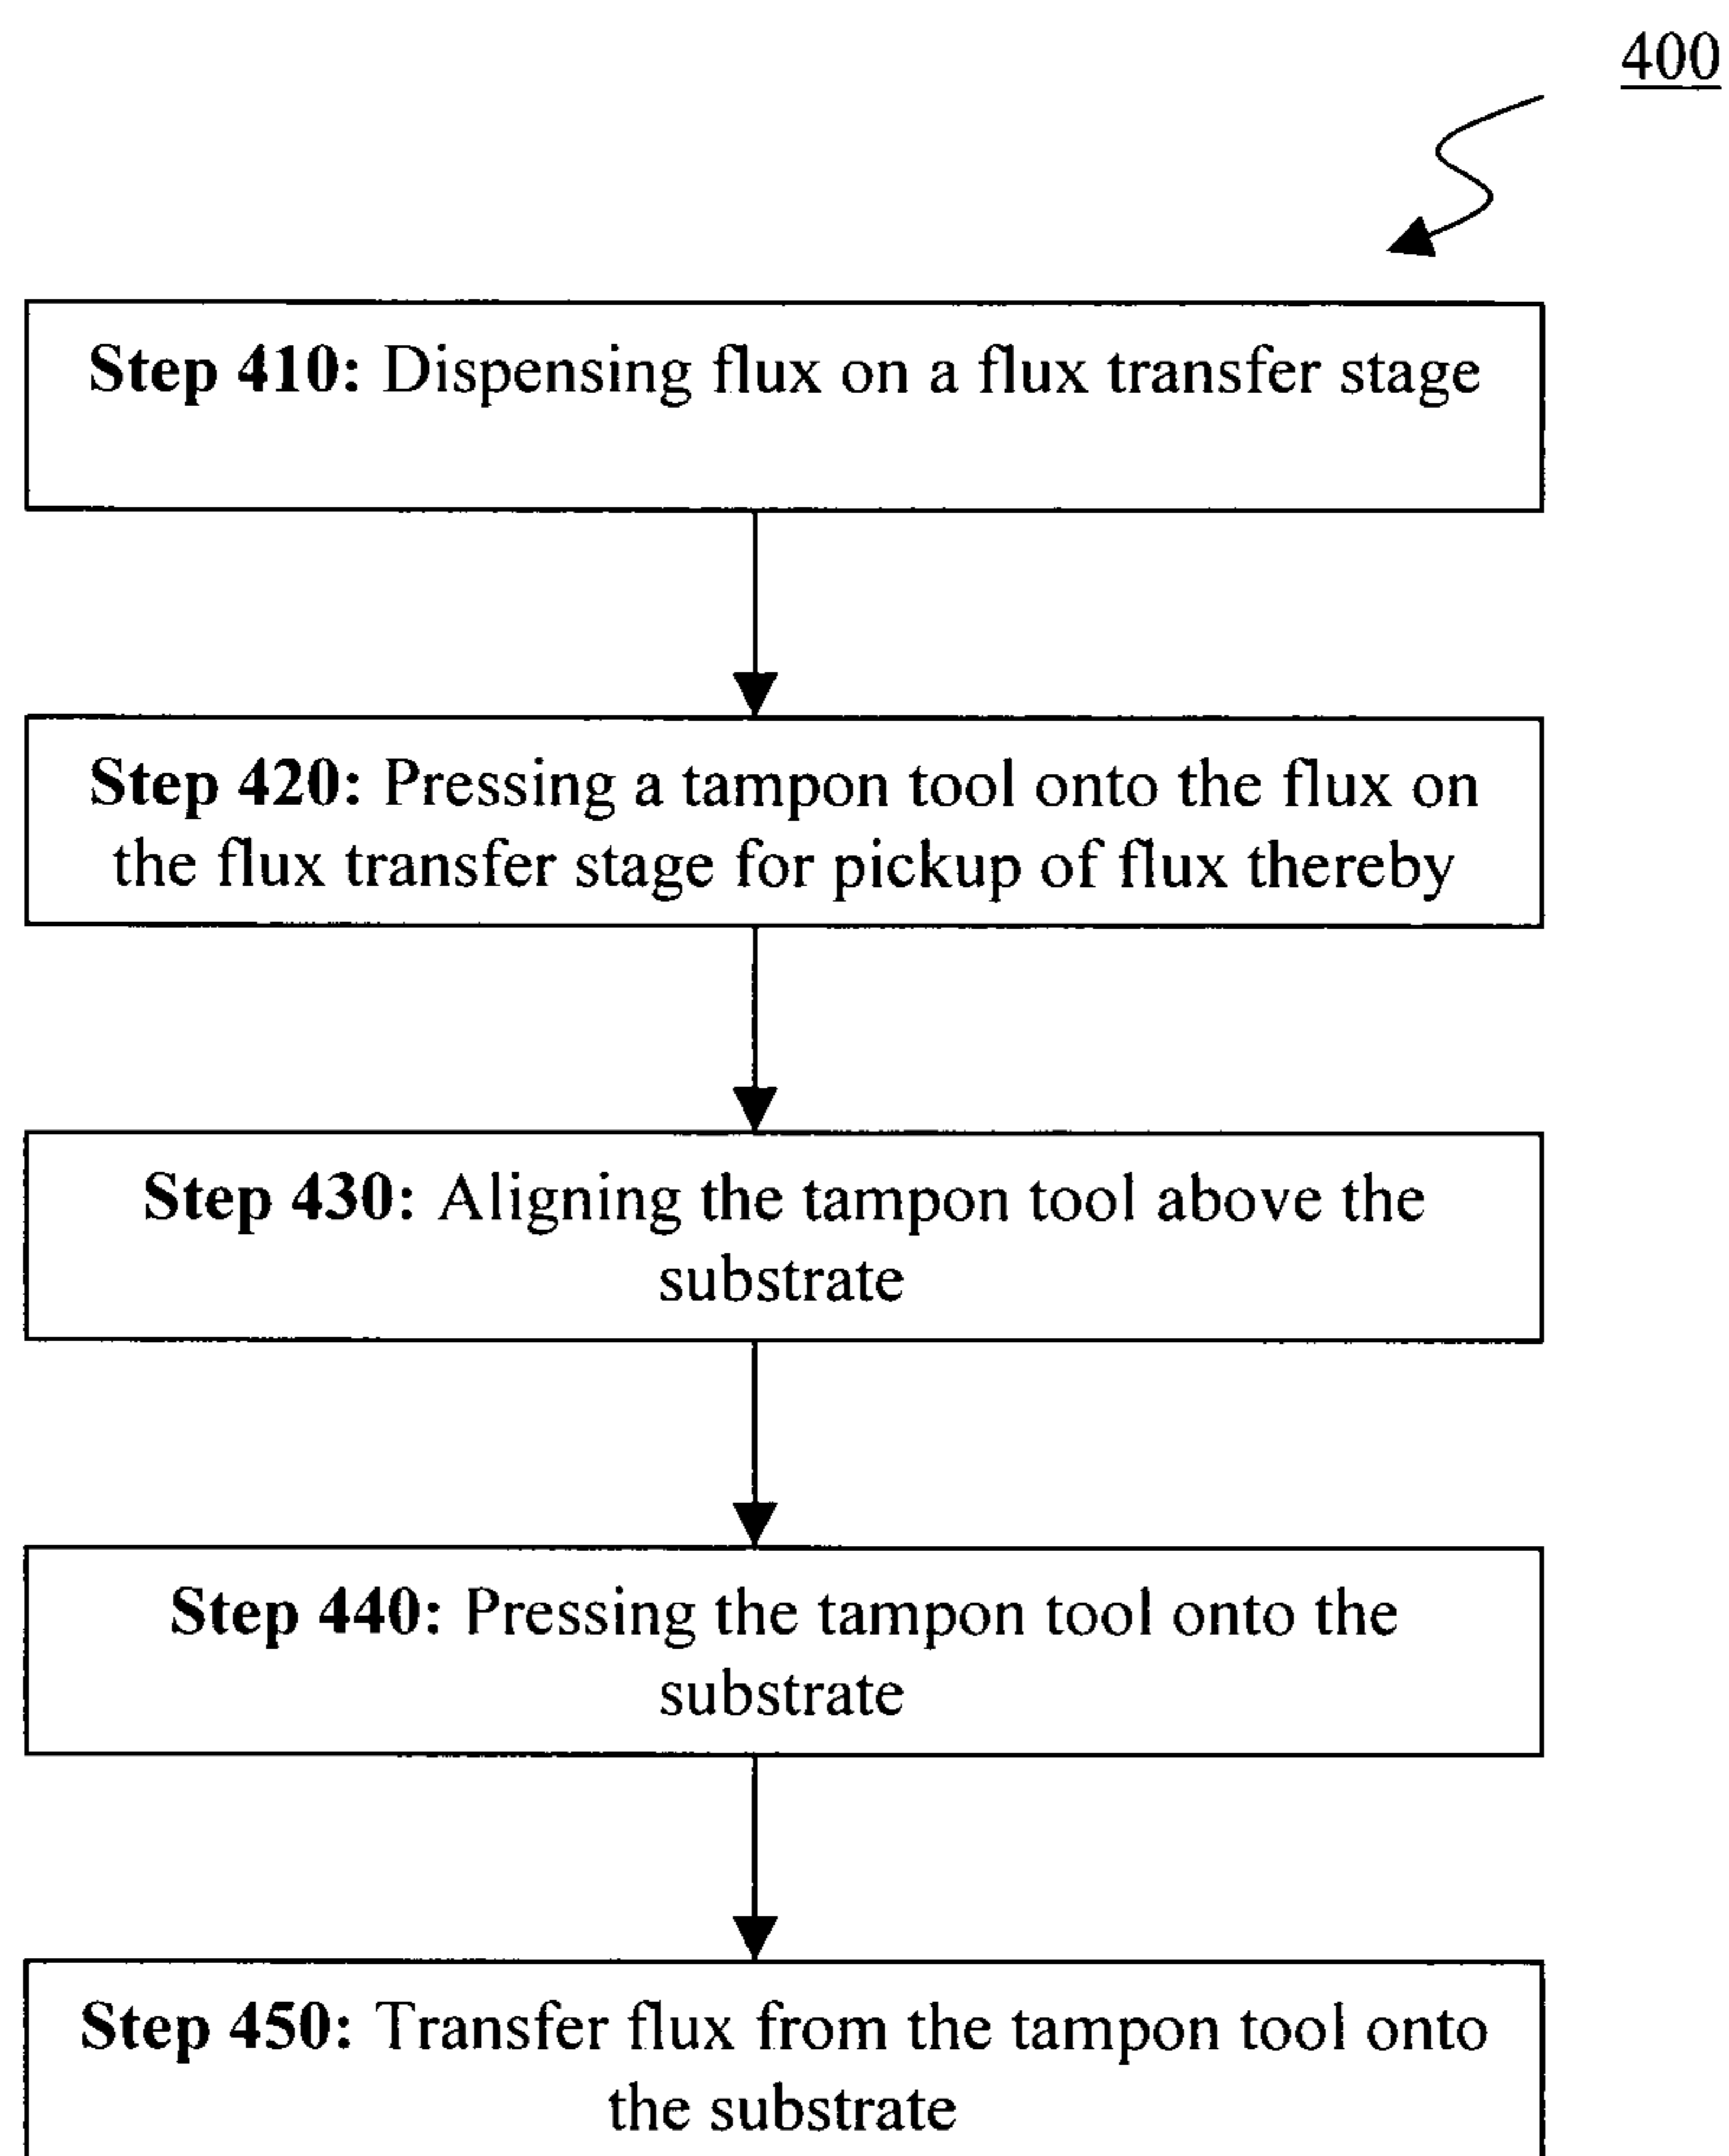 400
Step 410: Dispensing flux on a flux transfer stage
Step 420: Pressing a tampon tool onto the flux on
the flux transfer stage for pickup of flux thereby
Step 430: Aligning the tampon tool above the
substrate
Step 440: Pressing the tampon tool onto the
substrate
Step 450: Transfer flux from the tampon tool onto
the substrate